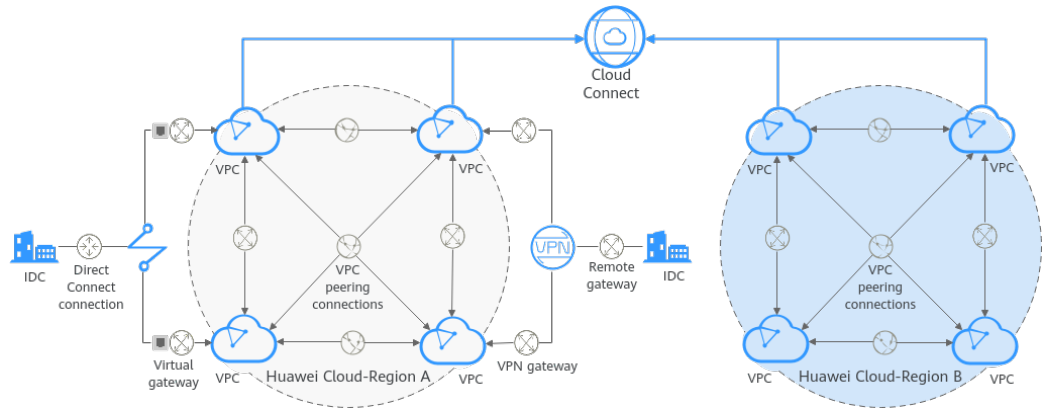 Cloud
Connect
VPC
VPC
VPC
VPC
IDC
Direct
Connect
connection
VPC
peering
connections
VPN
Remote
gateway
IDC
VPC
peering
connections
Virtual
gateway
VPC
Huawei Cloud-Region A
VPC
VPN gateway
VPC
Huawei Cloud-Region B
VPC